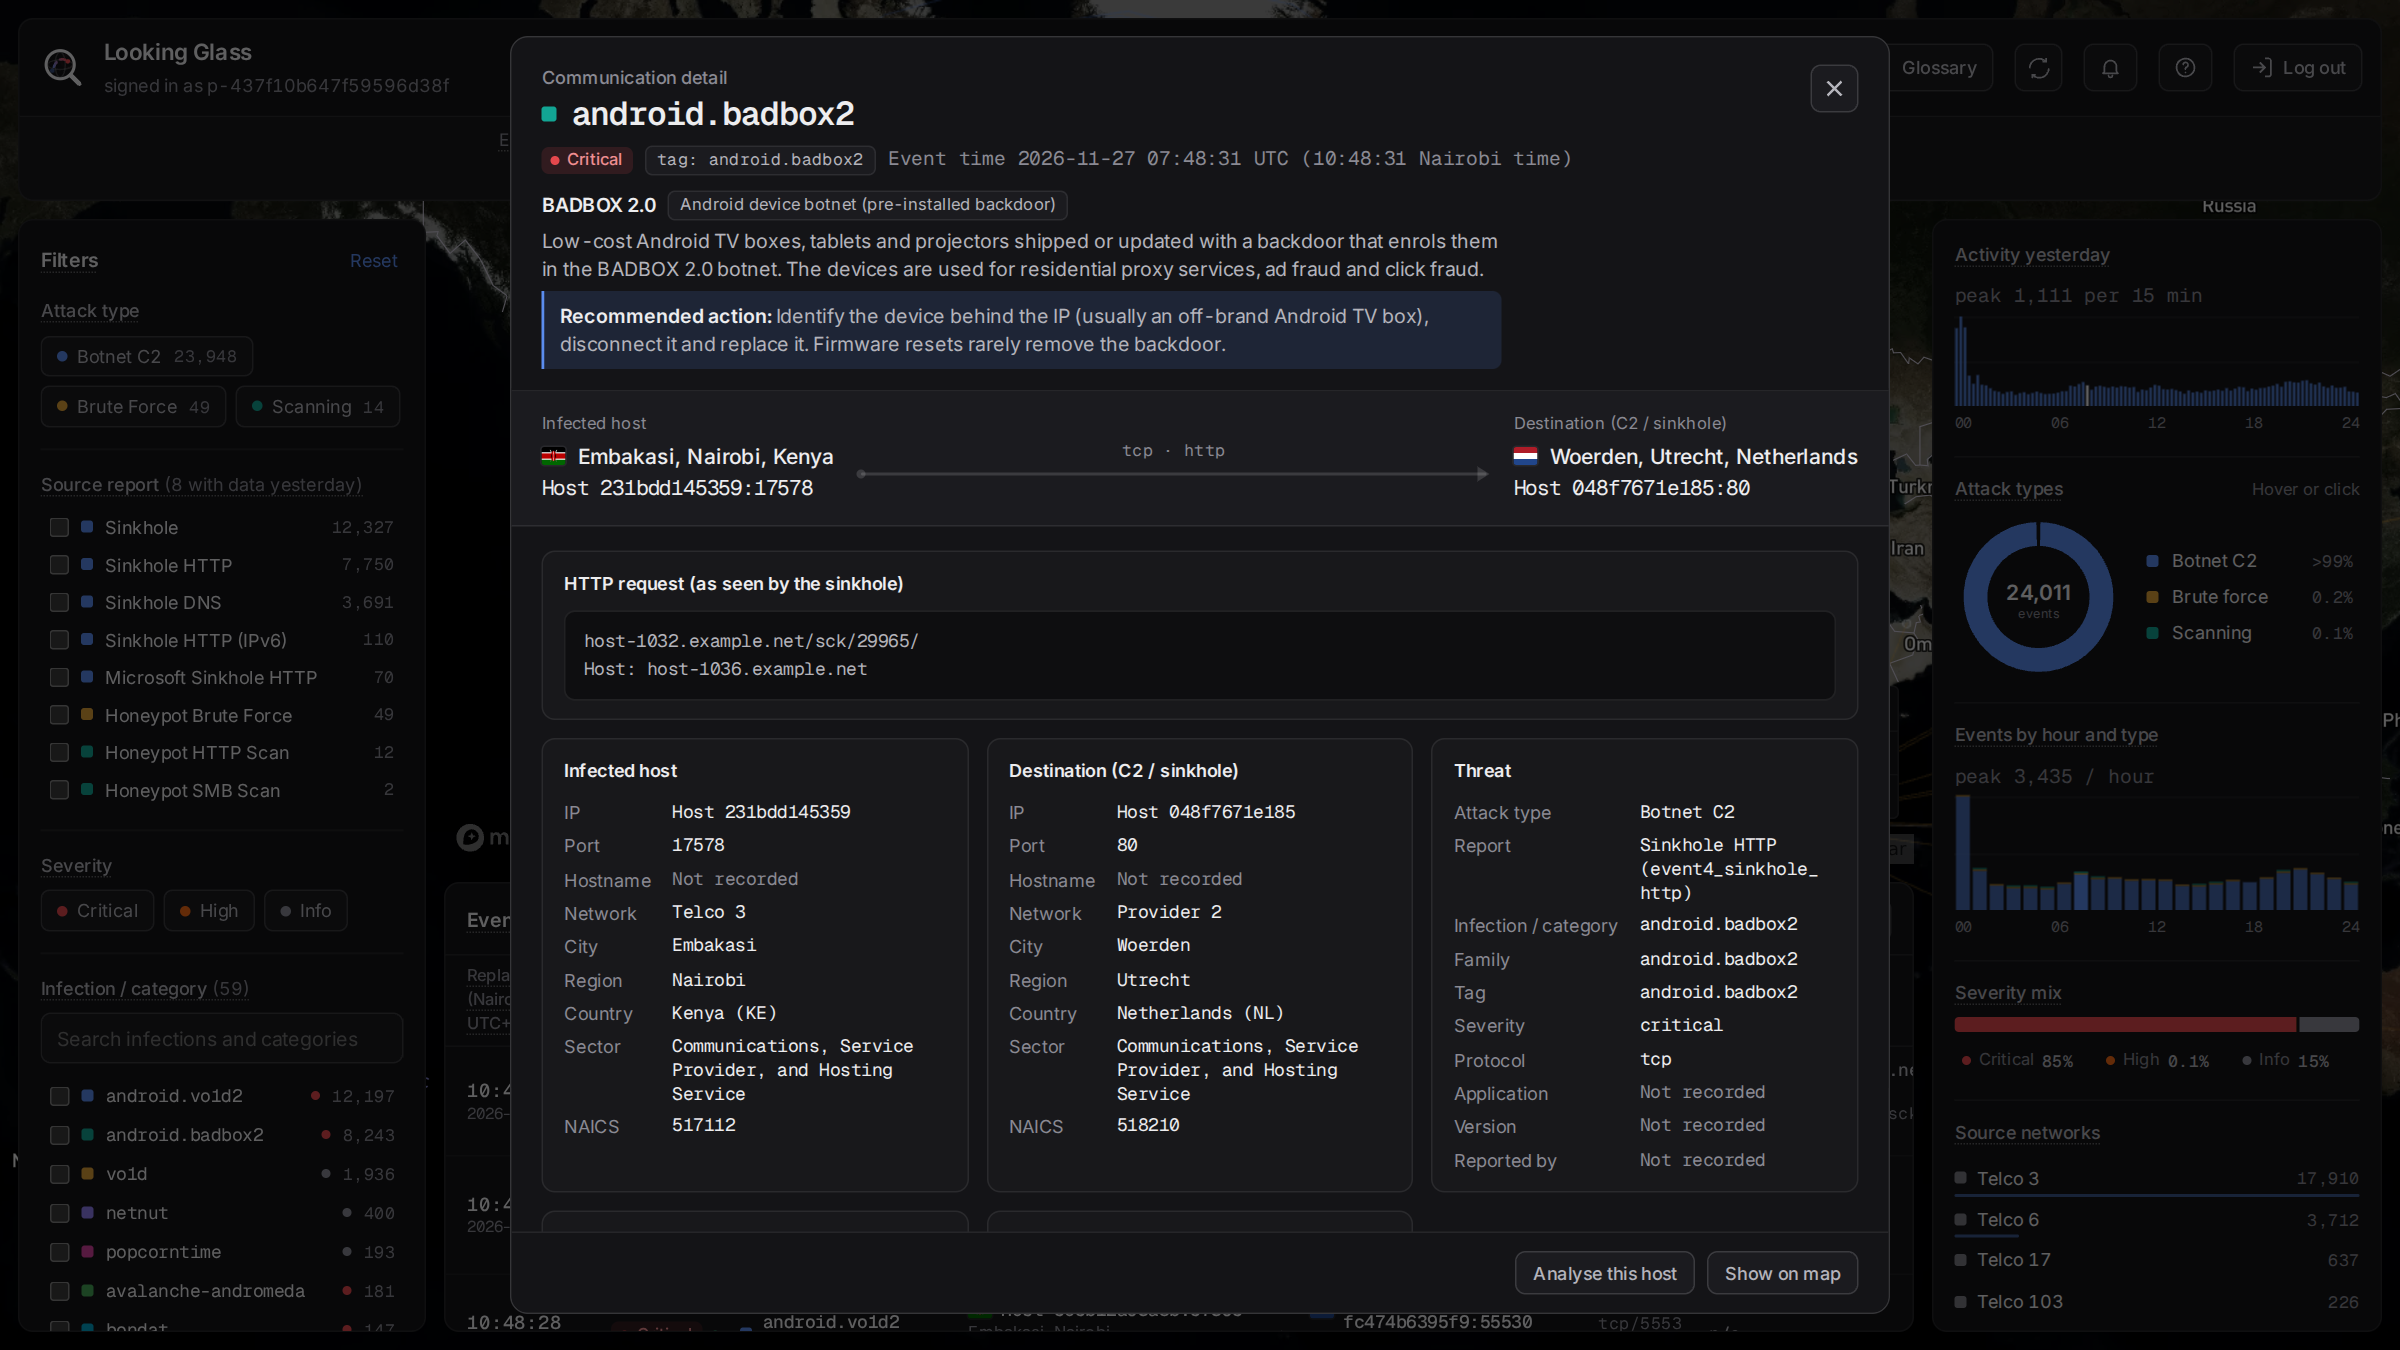 Looking Glass
signed in as p-437f10b647f59596d38f
Glossary
Log out
Communication detail
android.badbox2
Critical
tag: android.badbox2
Event time 2026-11-27 07:48:31 UTC (10:48:31 Nairobi time)
BADBOX 2.0
Android device botnet (pre-installed backdoor)
Low-cost Android TV boxes, tablets and projectors shipped or updated with a backdoor that enrols them
in the BADBOX 2.0 botnet. The devices are used for residential proxy services, ad fraud and click fraud.
Recommended action: Identify the device behind the IP (usually an off-brand Android TV box),
disconnect it and replace it. Firmware resets rarely remove the backdoor.
Infected host
Embakasi, Nairobi, Kenya
Host 231bdd145359:17578
tcp · http
Destination (C2 / sinkhole)
Woerden, Utrecht, Netherlands
Host 048f7671e185:80
HTTP request (as seen by the sinkhole)
host-1032.example.net/sck/29965/
Host: host-1036.example.net
Infected host
IP Host 231bdd145359
Port 17578
Hostname Not recorded
Network Telco 3
City Embakasi
Region Nairobi
Country Kenya (KE)
Sector Communications, Service
Provider, and Hosting
Service
NAICS 517112
Destination (C2 / sinkhole)
IP Host 048f7671e185
Port 80
Hostname Not recorded
Network Provider 2
City Woerden
Region Utrecht
Country Netherlands (NL)
Sector Communications, Service
Provider, and Hosting
Service
NAICS 518210
Threat
Attack type Botnet C2
Report Sinkhole HTTP
(event4_sinkhole_
http)
Infection / category android.badbox2
Family android.badbox2
Tag android.badbox2
Severity critical
Protocol tcp
Application Not recorded
Version Not recorded
Reported by Not recorded
Analyse this host
Show on map
Filters
Reset
Attack type
Botnet C2 23,948
Brute Force 49
Scanning 14
Source report (8 with data yesterday)
Sinkhole 12,327
Sinkhole HTTP 7,750
Sinkhole DNS 3,691
Sinkhole HTTP (IPv6) 110
Microsoft Sinkhole HTTP 70
Honeypot Brute Force 49
Honeypot HTTP Scan 12
Honeypot SMB Scan 2
Severity
Critical
High
Info
Infection / category (59)
Search infections and categories
android.vo1d2 12,197
android.badbox2 8,243
vo1d 1,936
netnut 400
popcorntime 193
avalanche-andromeda 181
bondat 147
10:48:28
android.vo1d2
Embakasi, Nairobi
fc474b6395f9:55530
tcp/5553
Russia
Iran
Activity yesterday
peak 1,111 per 15 min
00 06 12 18 24
Attack types
Hover or click
24,011
events
Botnet C2 >99%
Brute force 0.2%
Scanning 0.1%
Events by hour and type
peak 3,435 / hour
00 06 12 18 24
Severity mix
Critical 85%
High 0.1%
Info 15%
Source networks
Telco 3 17,910
Telco 6 3,712
Telco 17 637
Telco 103 226